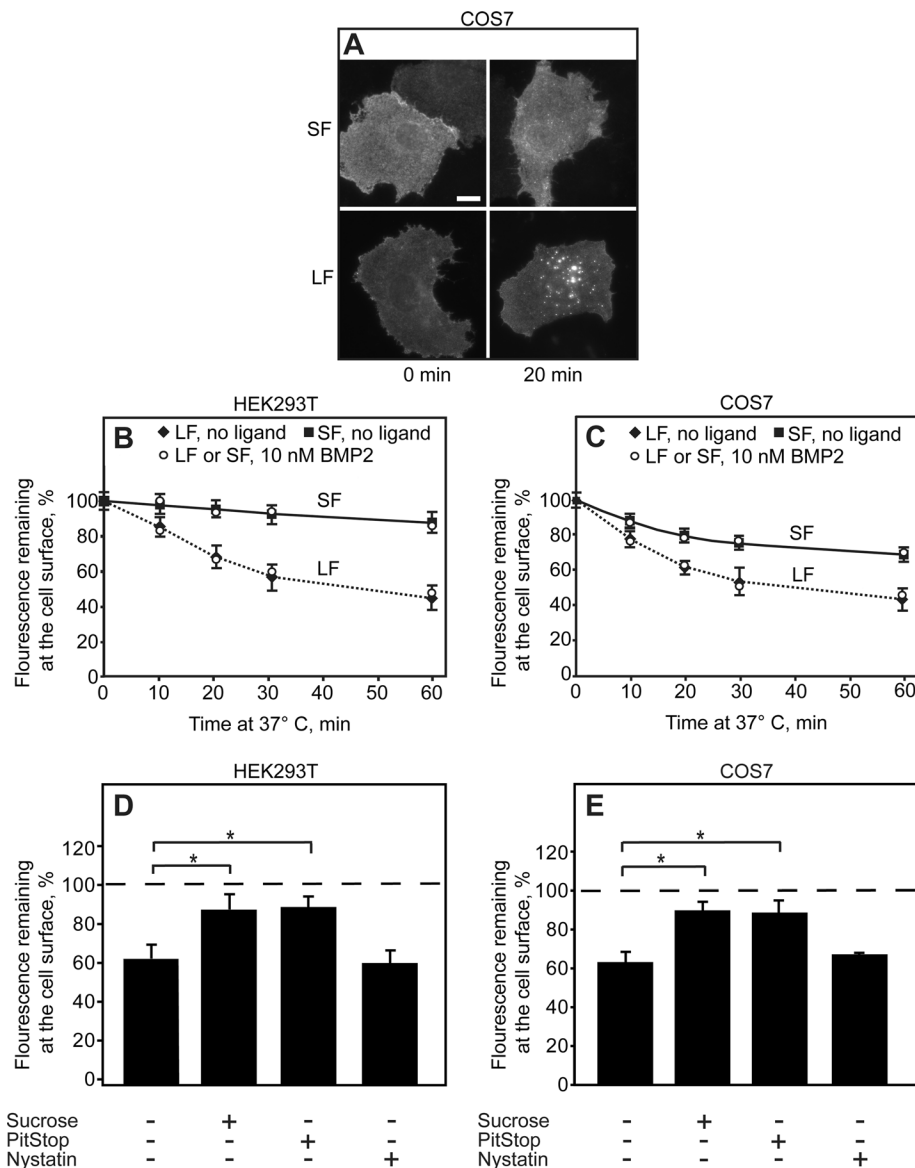 COS7
A
SF
LF
0 min 20 min
HEK293T
B
◆ LF, no ligand ■ SF, no ligand
○ LF or SF, 10 nM BMP2
SF
LF
Flourescence remaining
at the cell surface, %
100
80
60
40
20
0
0 10 20 30 40 50 60
Time at 37° C, min
COS7
C
◆ LF, no ligand ■ SF, no ligand
○ LF or SF, 10 nM BMP2
SF
LF
Flourescence remaining
at the cell surface, %
100
80
60
40
20
0
0 10 20 30 40 50 60
Time at 37° C, min
HEK293T
D
*
*
Flourescence remaining
at the cell surface, %
120
100
80
60
40
20
0
Sucrose - + - -
PitStop - - + -
Nystatin - - - +
COS7
E
*
*
Flourescence remaining
at the cell surface, %
120
100
80
60
40
20
0
Sucrose - + - -
PitStop - - + -
Nystatin - - - +